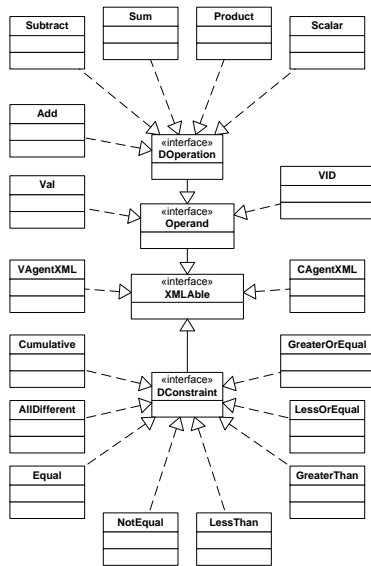 Subtract
Sum
Product
Scalar
Add
«interface»
DOperation
Val
VID
«interface»
Operand
VAgentXML
«interface»
XMLAble
CAgentXML
Cumulative
GreaterOrEqual
«interface»
DConstraint
AllDifferent
LessOrEqual
Equal
GreaterThan
NotEqual
LessThan